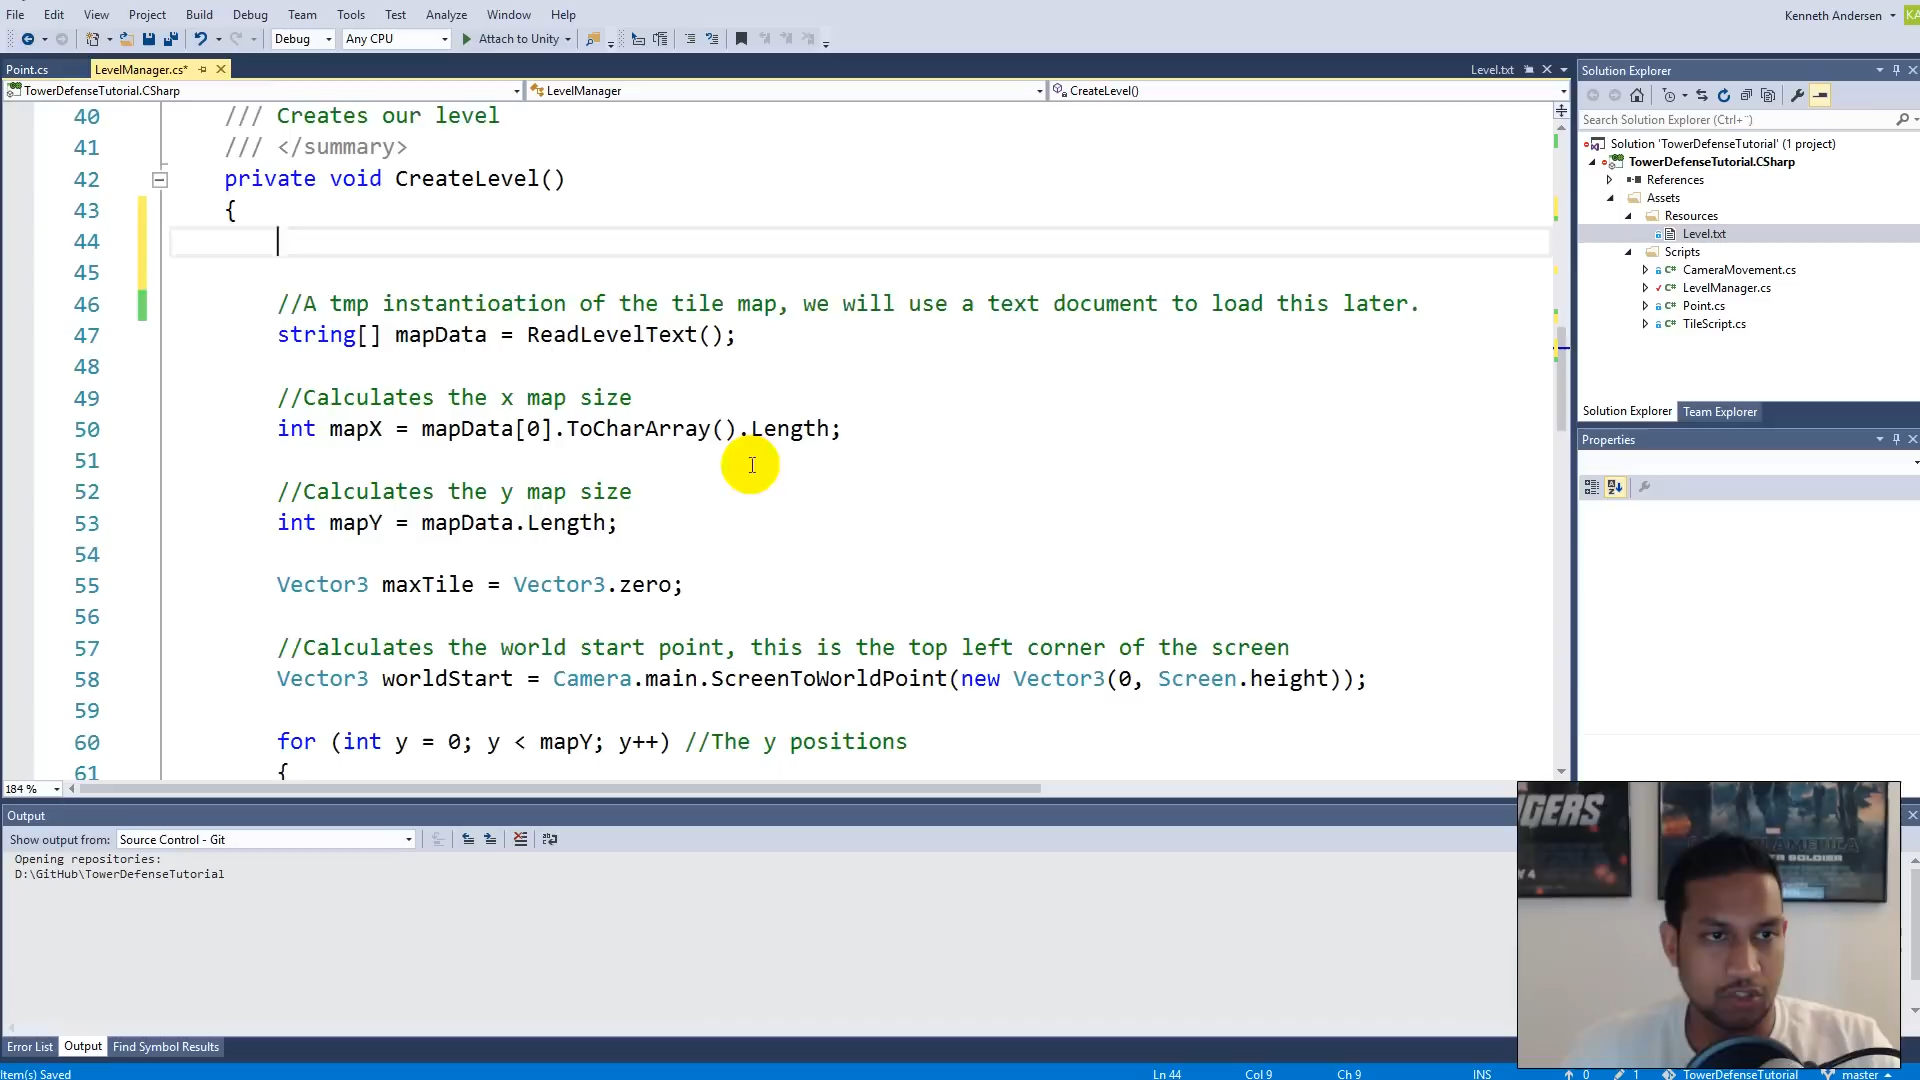 File Edit View Project Build Debug Team Tools Test Analyze Window Help
Kenneth Andersen
KA
Debug Any CPU Attach to Unity
Point.cs LevelManager.cs* Level.txt
TowerDefenseTutorial.CSharp LevelManager CreateLevel()
40 /// Creates our level
41 /// </summary>
42 private void CreateLevel()
43 {
44
45
46 //A tmp instantioation of the tile map, we will use a text document to load this later.
47 string[] mapData = ReadLevelText();
48
49 //Calculates the x map size
50 int mapX = mapData[0].ToCharArray().Length;
51
52 //Calculates the y map size
53 int mapY = mapData.Length;
54
55 Vector3 maxTile = Vector3.zero;
56
57 //Calculates the world start point, this is the top left corner of the screen
58 Vector3 worldStart = Camera.main.ScreenToWorldPoint(new Vector3(0, Screen.height));
59
60 for (int y = 0; y < mapY; y++) //The y positions
61 {
184 %
Solution Explorer
Search Solution Explorer (Ctrl+¨)
Solution 'TowerDefenseTutorial' (1 project)
TowerDefenseTutorial.CSharp
References
Assets
Resources
Level.txt
Scripts
CameraMovement.cs
LevelManager.cs
Point.cs
TileScript.cs
Solution Explorer Team Explorer
Properties
Output
Show output from: Source Control - Git
Opening repositories:
D:\GitHub\TowerDefenseTutorial
Error List Output Find Symbol Results
Item(s) Saved Ln 44 Col 9 Ch 9 INS 0 1 TowerDefenseTutorial master